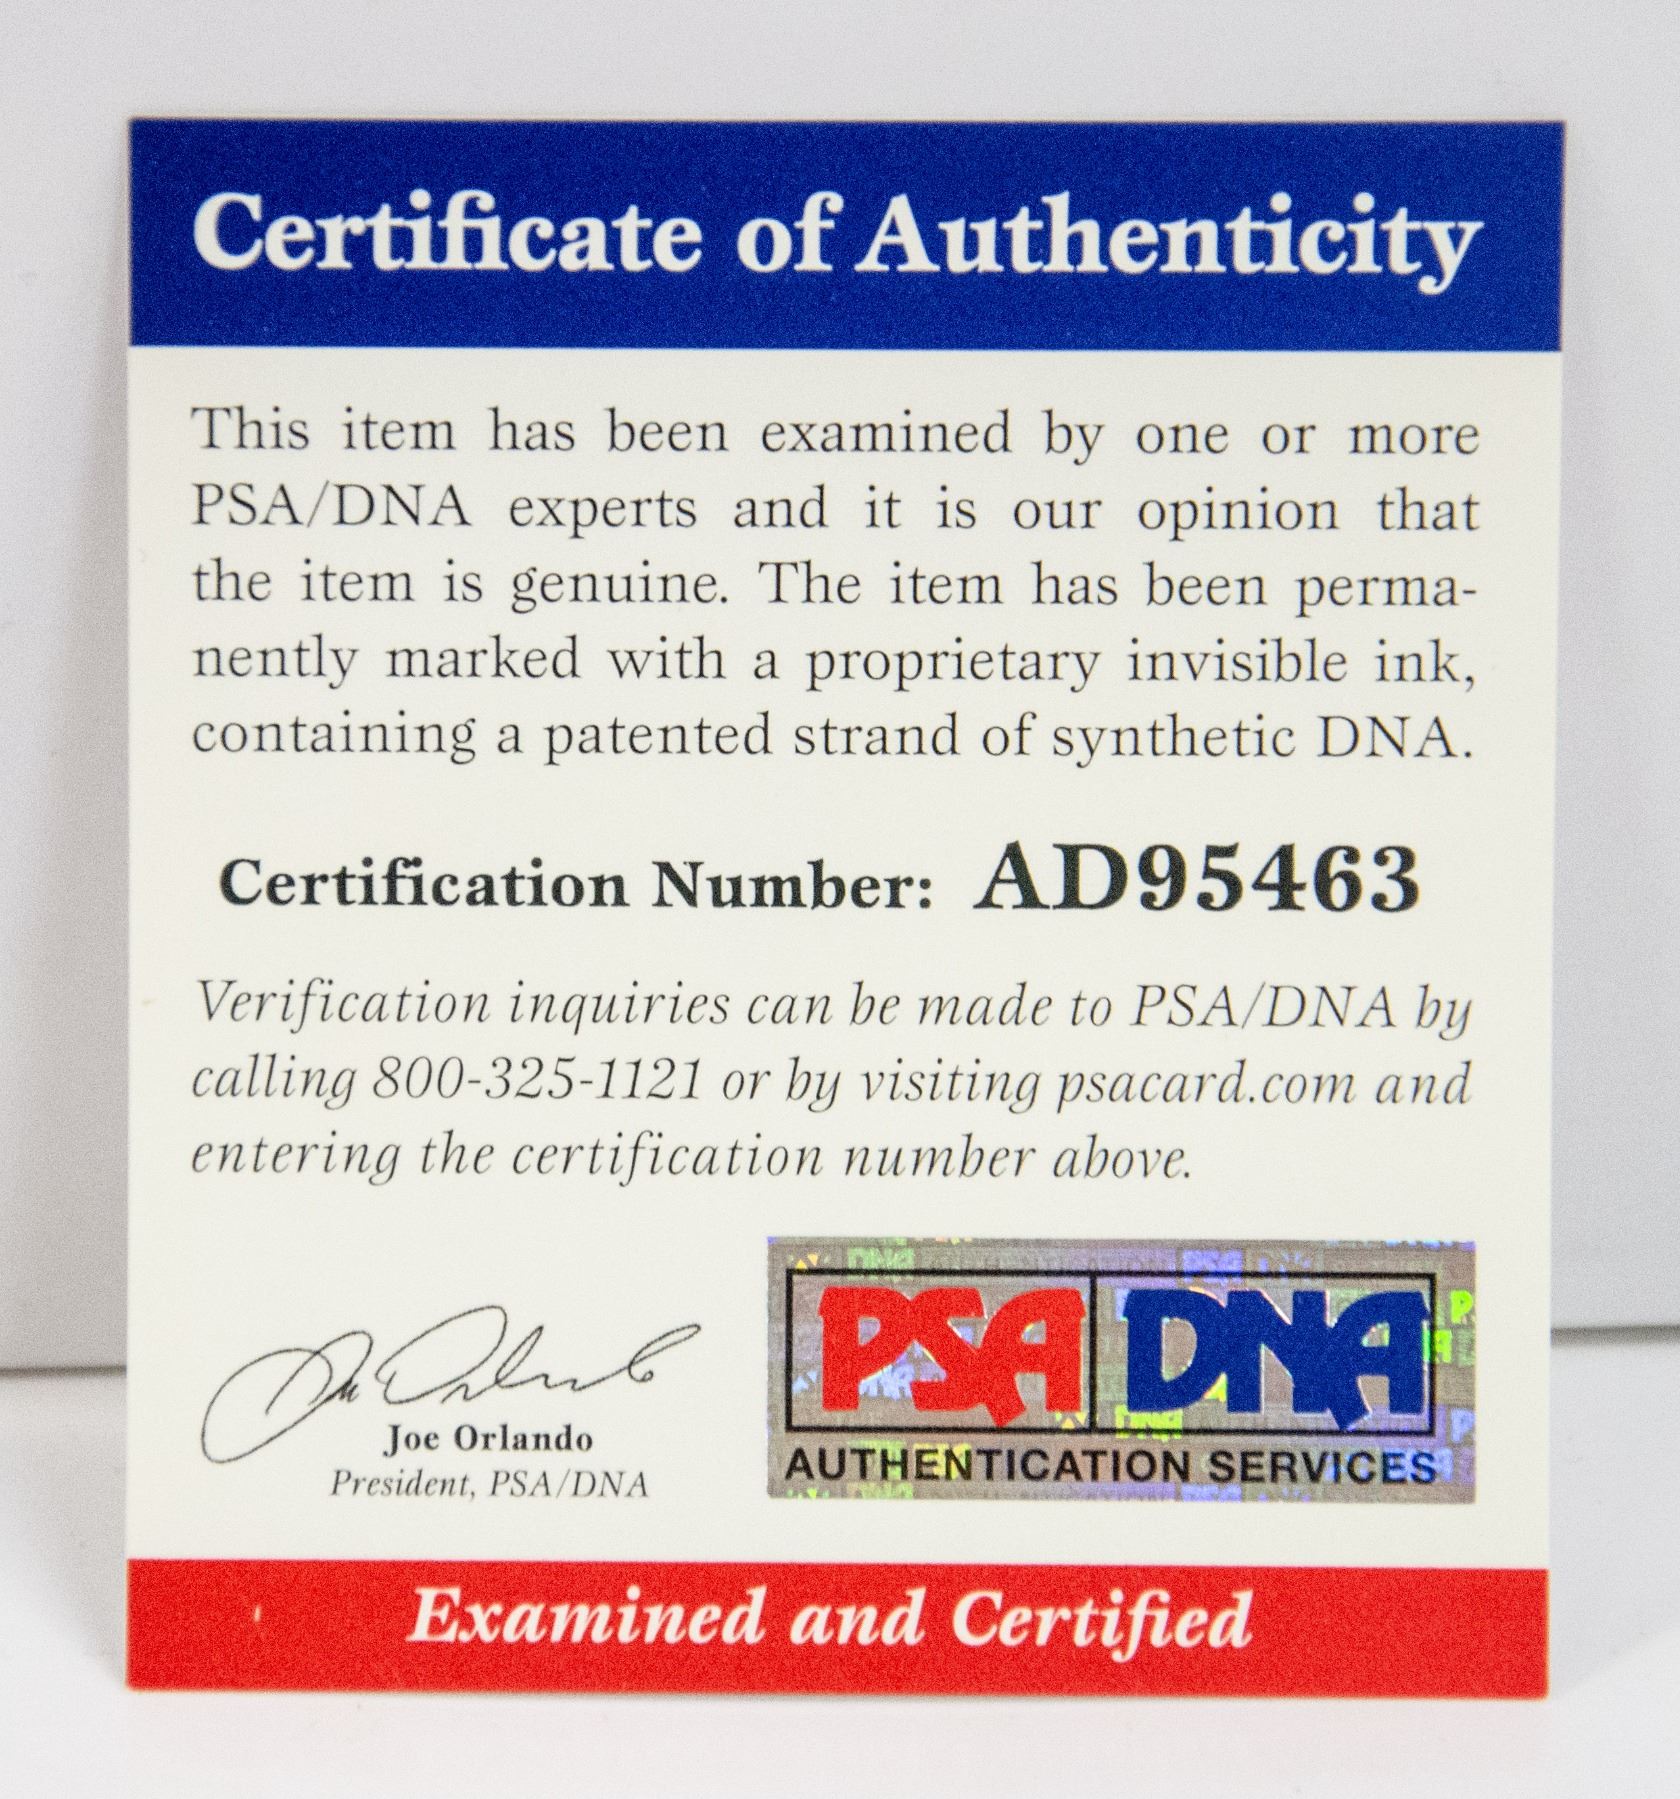 Certificate of Authenticity
This item has been examined by one or more
PSA/DNA experts and it is our opinion that
the item is genuine. The item has been perma-
nently marked with a proprietary invisible ink,
containing a patented strand of synthetic DNA.
Certification Number: AD95463
Verification inquiries can be made to PSA/DNA by
calling 800-325-1121 or by visiting psacard.com and
entering the certification number above.
Joe Orlando
President, PSA/DNA
PSA DNA
AUTHENTICATION SERVICES
Examined and Certified